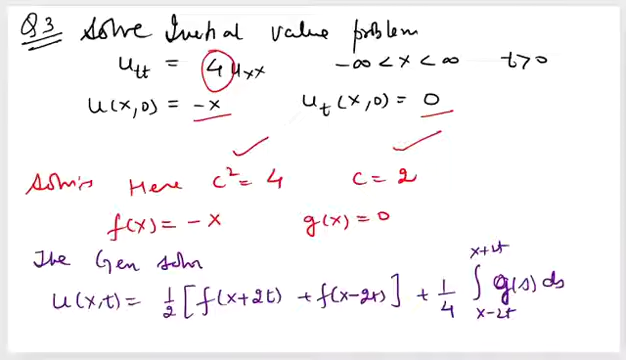 Q3 Solve Initial value problem
u_tt = 4 u_xx   -∞ < x < ∞   t>0
u(x,0) = -x   u_t(x,0) = 0
Soln:- Here c² = 4   c = 2
f(x) = -x   g(x) = 0
The Gen soln
u(x,t) = 1/2 [f(x+2t) + f(x-2t)] + 1/4 ∫_{x-2t}^{x+2t} g(s) ds